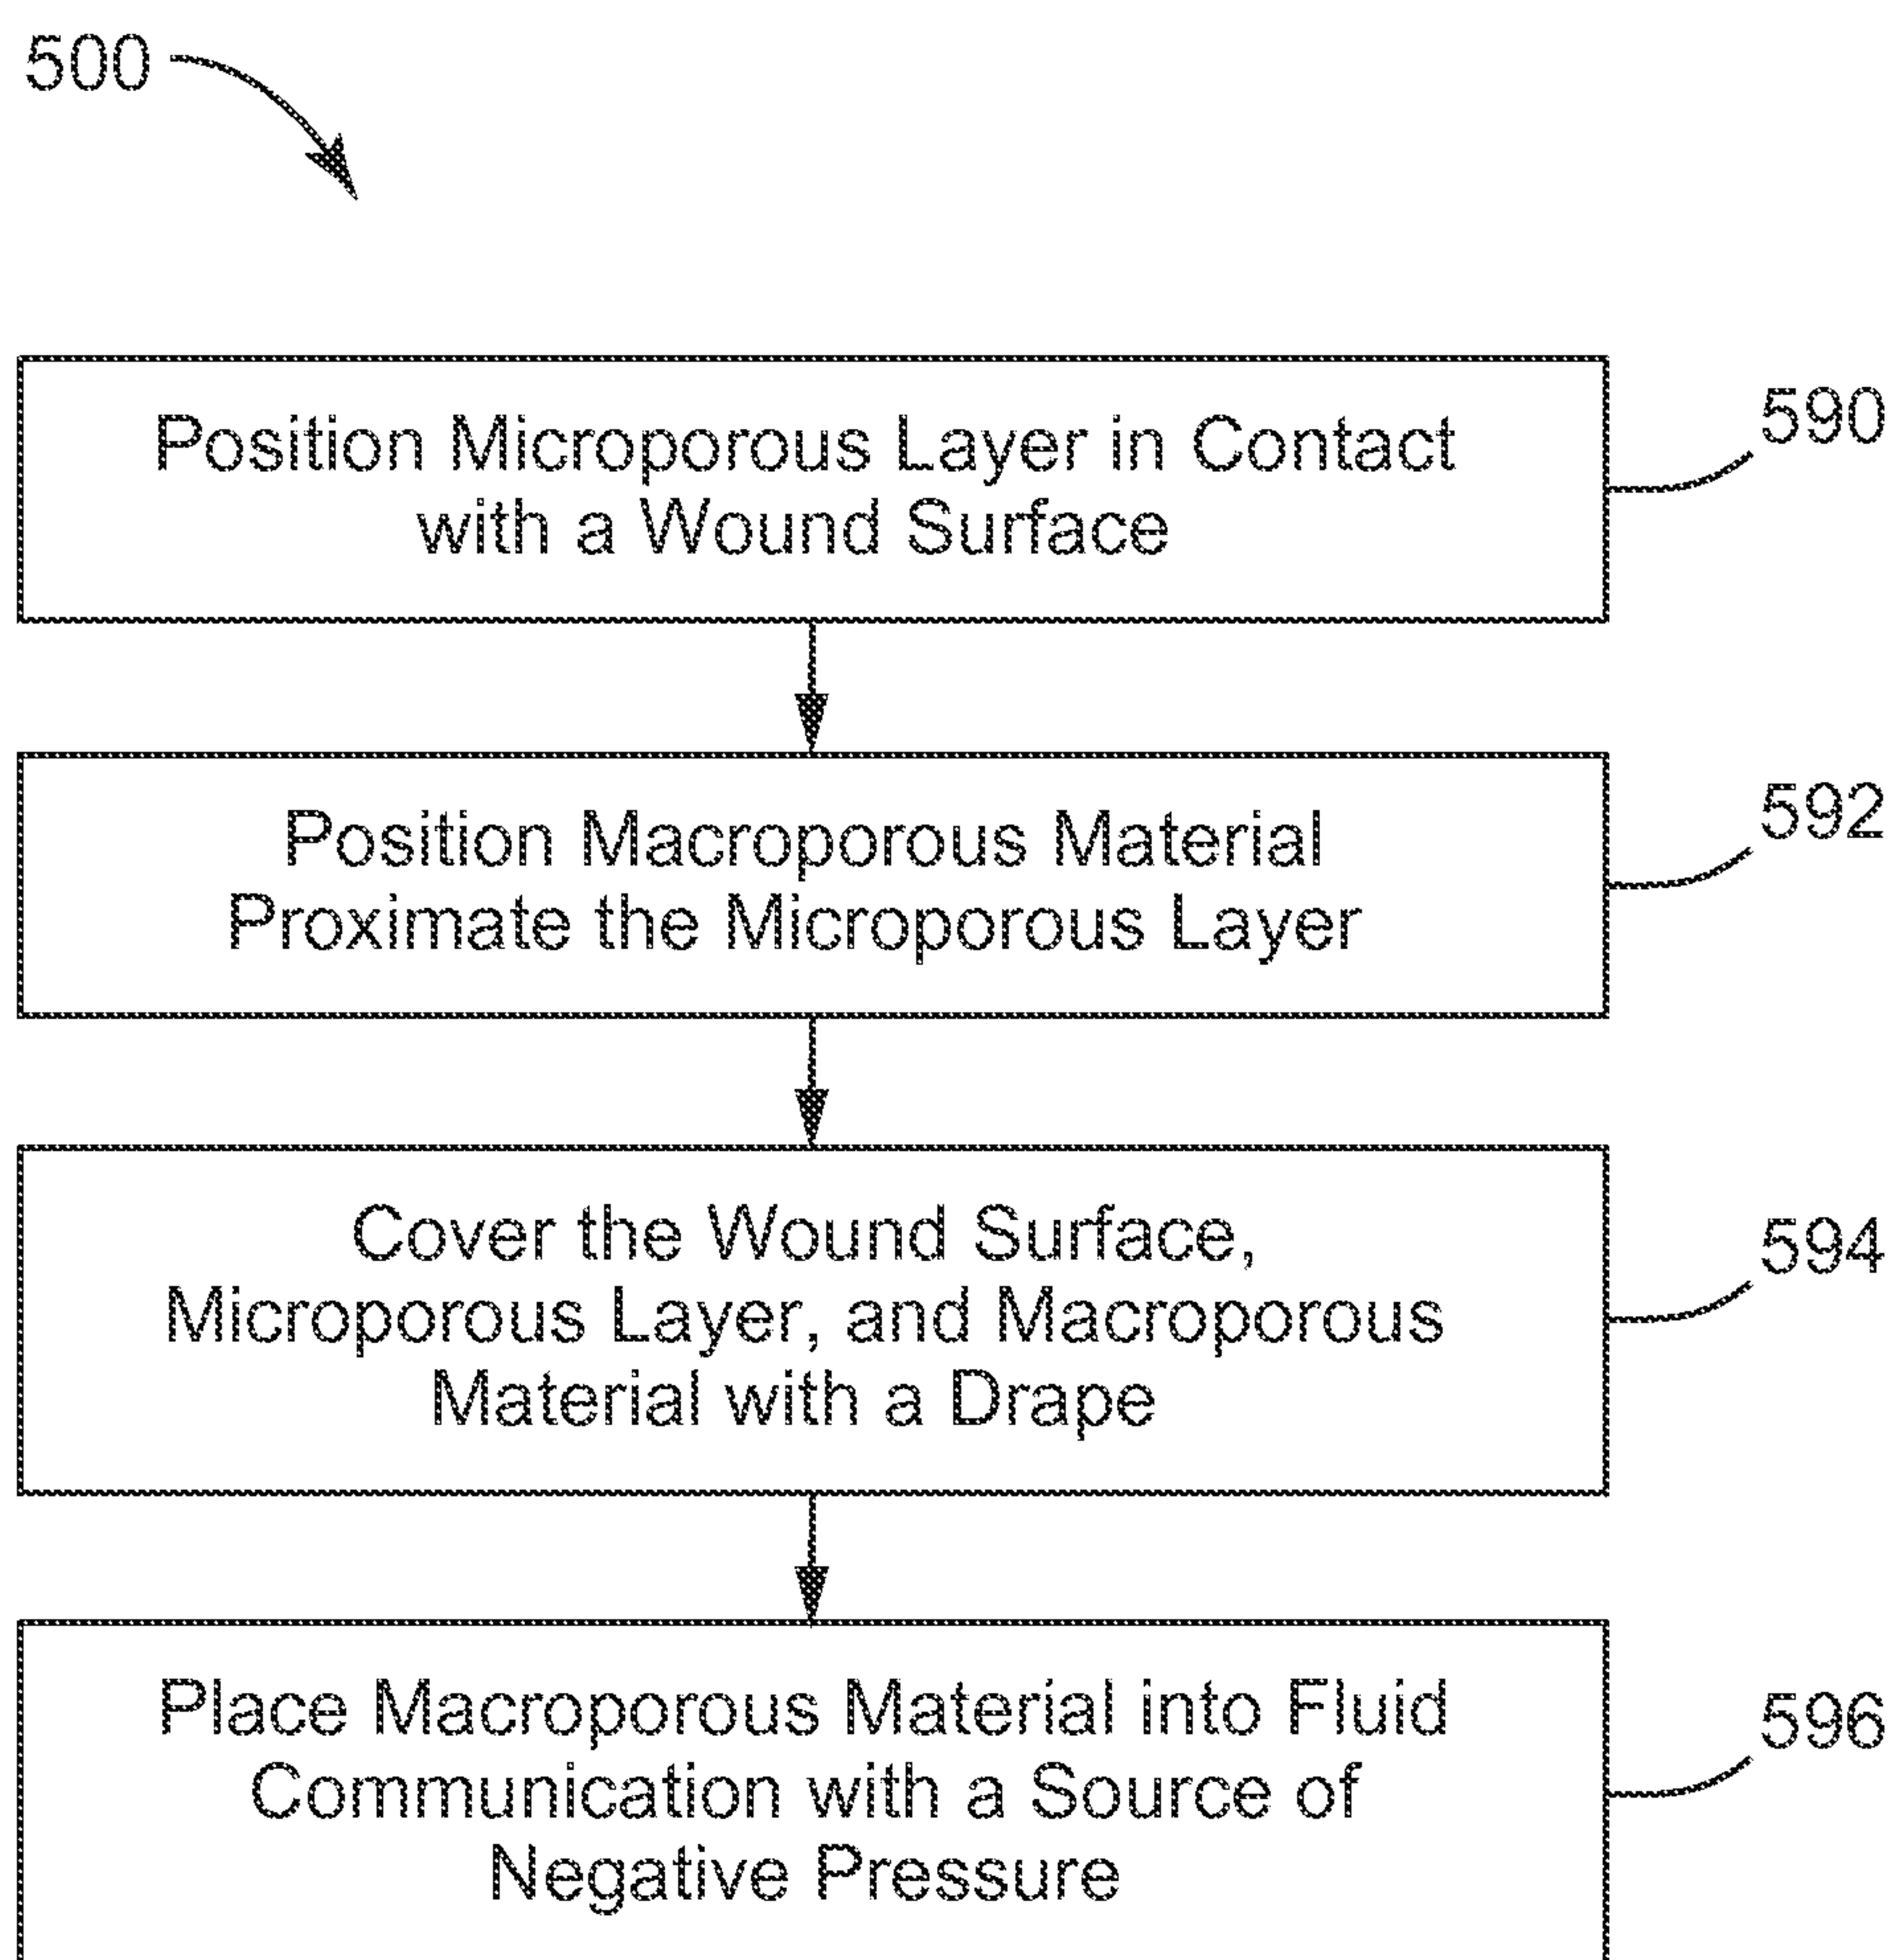 500
Position Microporous Layer in Contact
with a Wound Surface
590
Position Macroporous Material
Proximate the Microporous Layer
592
Cover the Wound Surface,
Microporous Layer, and Macroporous
Material with a Drape
594
Place Macroporous Material into Fluid
Communication with a Source of
Negative Pressure
596